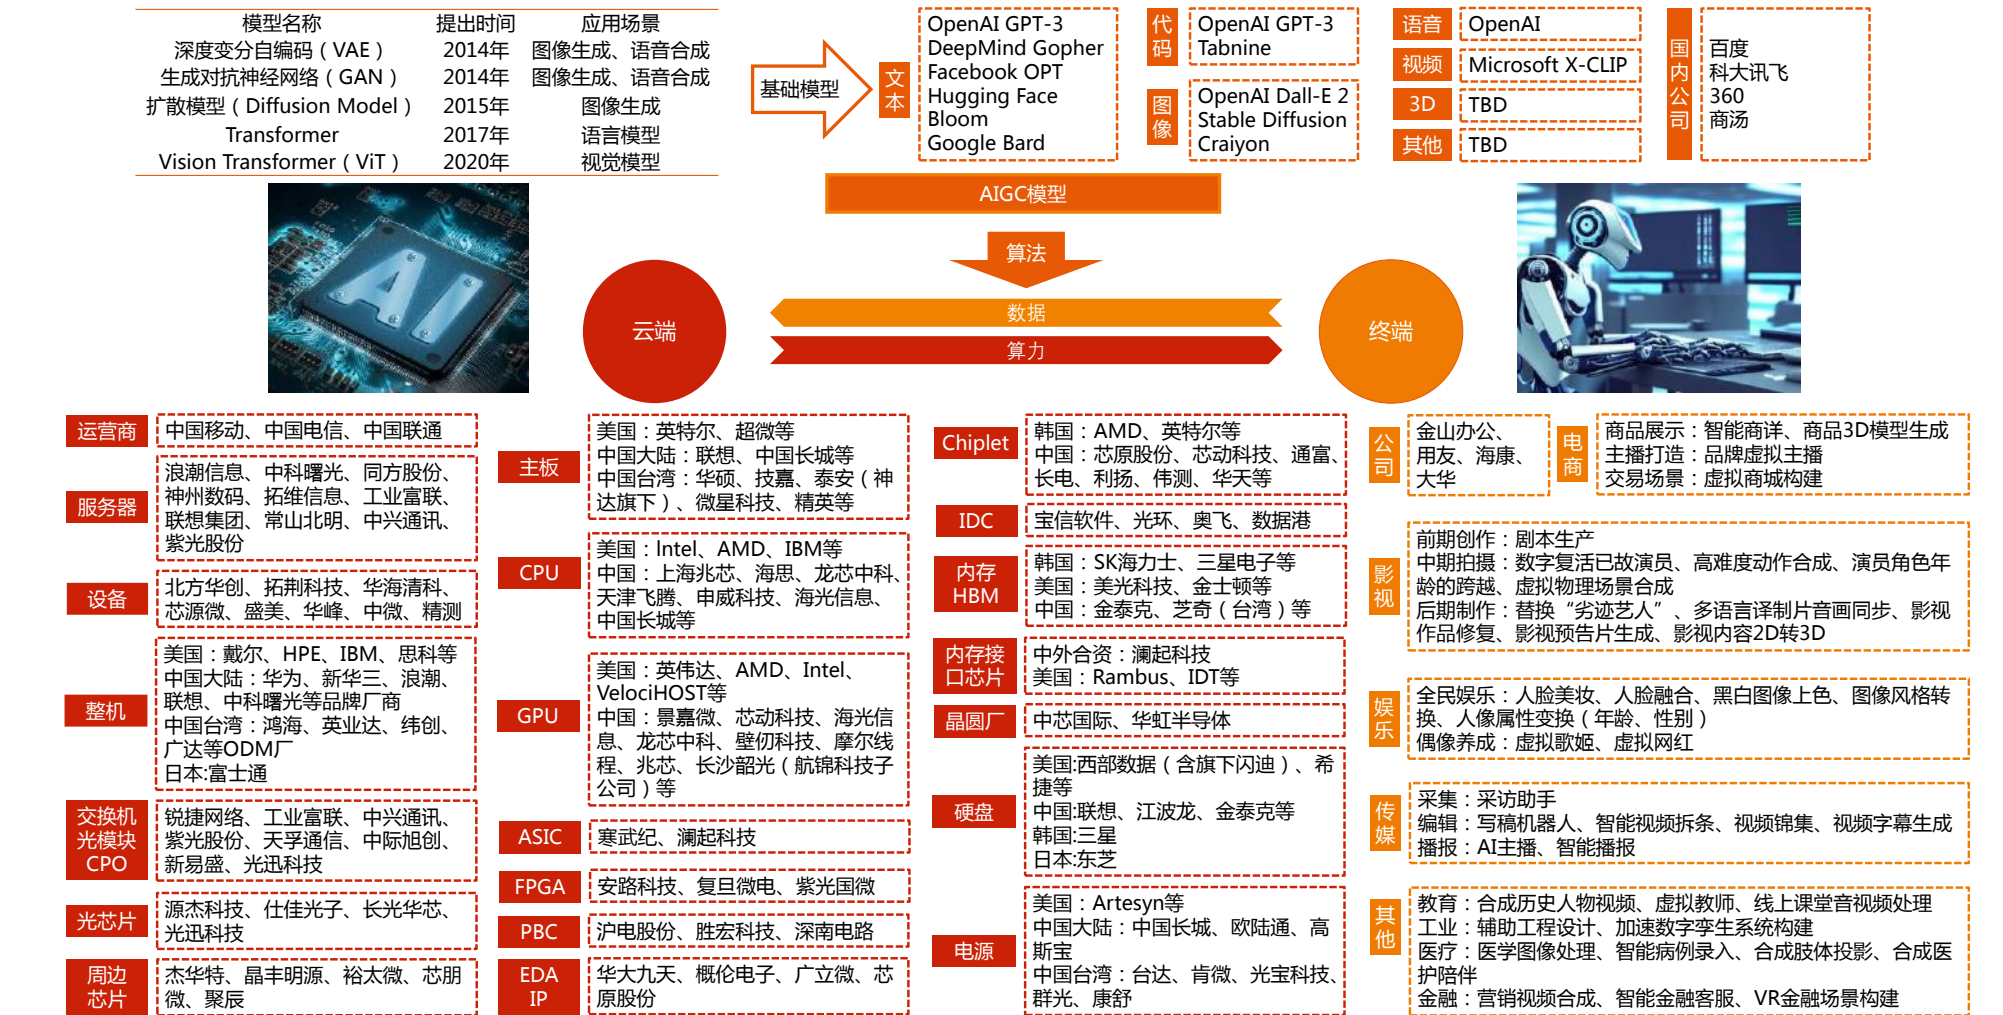 模型名称 提出时间 应用场景
深度变分自编码（VAE） 2014年 图像生成、语音合成
生成对抗神经网络（GAN） 2014年 图像生成、语音合成
扩散模型（Diffusion Model） 2015年 图像生成
Transformer 2017年 语言模型
Vision Transformer（ViT） 2020年 视觉模型
基础模型
文本
OpenAI GPT-3
DeepMind Gopher
Facebook OPT
Hugging Face
Bloom
Google Bard
代码
OpenAI GPT-3
Tabnine
图像
OpenAI Dall-E 2
Stable Diffusion
Craiyon
语音
OpenAI
视频
Microsoft X-CLIP
3D
TBD
其他
TBD
国内公司
百度
科大讯飞
360
商汤
AIGC模型
算法
AI
云端
数据
算力
终端
运营商
中国移动、中国电信、中国联通
服务器
浪潮信息、中科曙光、同方股份、
神州数码、拓维信息、工业富联、
联想集团、常山北明、中兴通讯、
紫光股份
设备
北方华创、拓荆科技、华海清科、
芯源微、盛美、华峰、中微、精测
整机
美国：戴尔、HPE、IBM、思科等
中国大陆：华为、新华三、浪潮、
联想、中科曙光等品牌厂商
中国台湾：鸿海、英业达、纬创、
广达等ODM厂
日本:富士通
交换机
光模块
CPO
锐捷网络、工业富联、中兴通讯、
紫光股份、天孚通信、中际旭创、
新易盛、光迅科技
光芯片
源杰科技、仕佳光子、长光华芯、
光迅科技
周边
芯片
杰华特、晶丰明源、裕太微、芯朋
微、聚辰
主板
美国：英特尔、超微等
中国大陆：联想、中国长城等
中国台湾：华硕、技嘉、泰安（神
达旗下）、微星科技、精英等
CPU
美国：Intel、AMD、IBM等
中国：上海兆芯、海思、龙芯中科、
天津飞腾、申威科技、海光信息、
中国长城等
GPU
美国：英伟达、AMD、Intel、
VelociHOST等
中国：景嘉微、芯动科技、海光信
息、龙芯中科、壁仞科技、摩尔线
程、兆芯、长沙韶光（航锦科技子
公司）等
ASIC
寒武纪、澜起科技
FPGA
安路科技、复旦微电、紫光国微
PBC
沪电股份、胜宏科技、深南电路
EDA
IP
华大九天、概伦电子、广立微、芯
原股份
Chiplet
韩国：AMD、英特尔等
中国：芯原股份、芯动科技、通富、
长电、利扬、伟测、华天等
IDC
宝信软件、光环、奥飞、数据港
内存
HBM
韩国：SK海力士、三星电子等
美国：美光科技、金士顿等
中国：金泰克、芝奇（台湾）等
内存接
口芯片
中外合资：澜起科技
美国：Rambus、IDT等
晶圆厂
中芯国际、华虹半导体
硬盘
美国:西部数据（含旗下闪迪）、希
捷等
中国:联想、江波龙、金泰克等
韩国:三星
日本:东芝
电源
美国：Artesyn等
中国大陆：中国长城、欧陆通、高
斯宝
中国台湾：台达、肯微、光宝科技、
群光、康舒
公司
金山办公、
用友、海康、
大华
电商
商品展示：智能商详、商品3D模型生成
主播打造：品牌虚拟主播
交易场景：虚拟商城构建
影视
前期创作：剧本生产
中期拍摄：数字复活已故演员、高难度动作合成、演员角色年
龄的跨越、虚拟物理场景合成
后期制作：替换“劣迹艺人”、多语言译制片音画同步、影视
作品修复、影视预告片生成、影视内容2D转3D
娱乐
全民娱乐：人脸美妆、人脸融合、黑白图像上色、图像风格转
换、人像属性变换（年龄、性别）
偶像养成：虚拟歌姬、虚拟网红
传媒
采集：采访助手
编辑：写稿机器人、智能视频拆条、视频锦集、视频字幕生成
播报：AI主播、智能播报
其他
教育：合成历史人物视频、虚拟教师、线上课堂音视频处理
工业：辅助工程设计、加速数字孪生系统构建
医疗：医学图像处理、智能病例录入、合成肢体投影、合成医
护陪伴
金融：营销视频合成、智能金融客服、VR金融场景构建